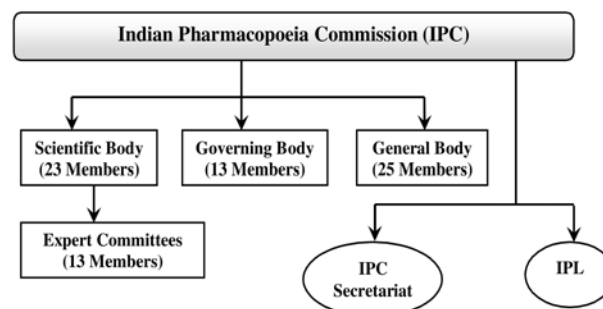 Indian Pharmacopoeia Commission (IPC)
Scientific Body
(23 Members)
Governing Body
(13 Members)
General Body
(25 Members)
Expert Committees
(13 Members)
IPC
Secretariat
IPL